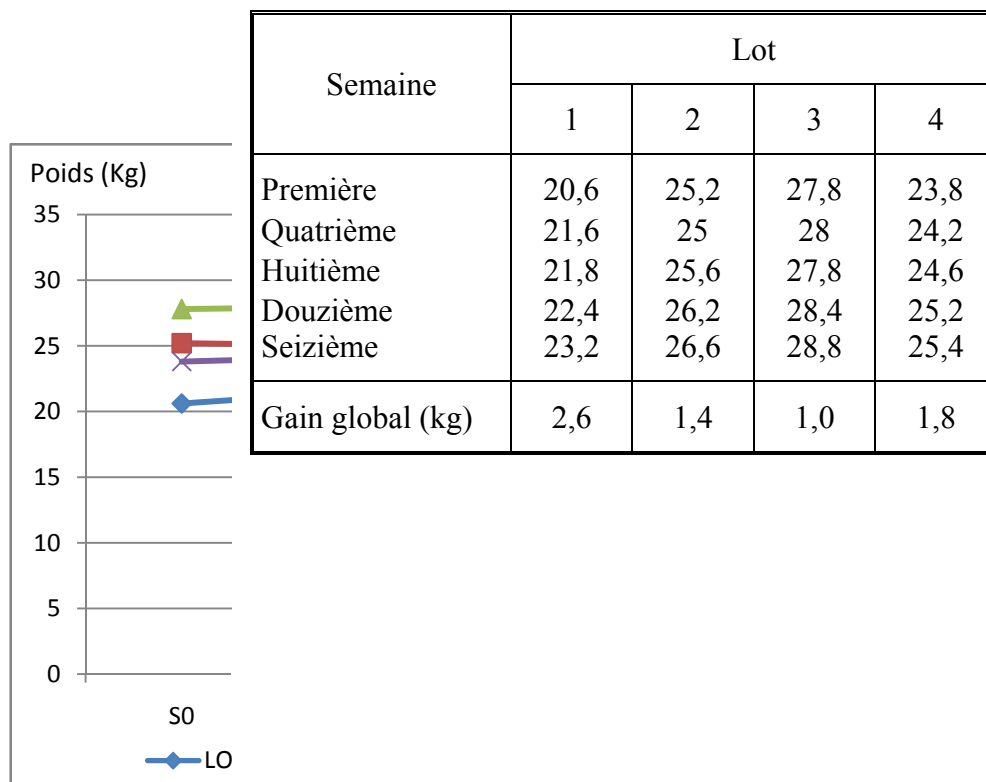 Semaine
Lot
1 2 3 4
Première 20,6 25,2 27,8 23,8
Quatrième 21,6 25 28 24,2
Huitième 21,8 25,6 27,8 24,6
Douzième 22,4 26,2 28,4 25,2
Seizième 23,2 26,6 28,8 25,4
Gain global (kg) 2,6 1,4 1,0 1,8
Poids (Kg)
35
30
25
20
15
10
5
0
S0
LO